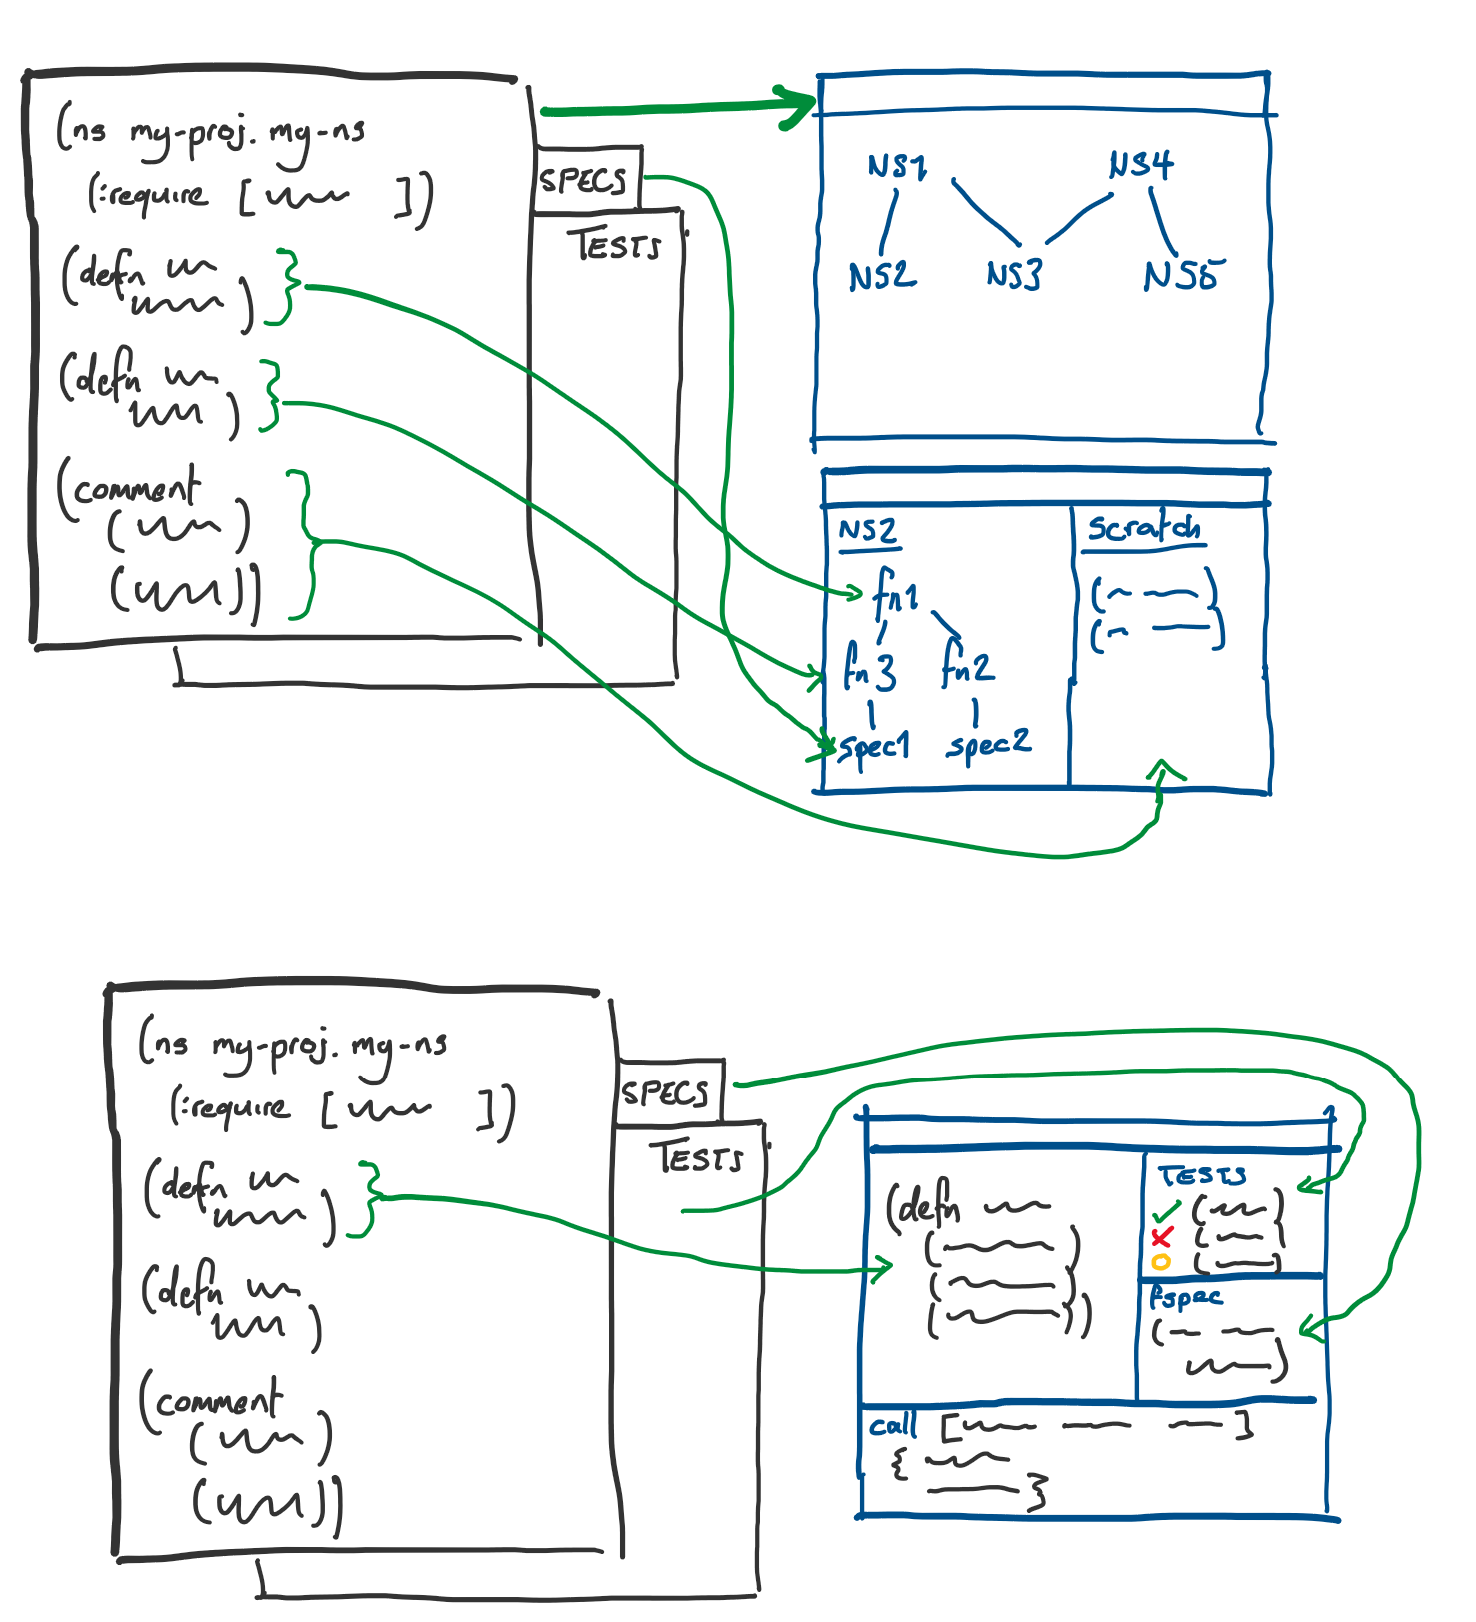 (ns my-proj.my-ns
(:require [ ])
(defn
)
(defn
)
(comment
( )
( ))
SPECS
TESTS
NS1 NS4
NS2 NS3 NS5
NS2
fn1
fn3 fn2
spec1 spec2
Scratch
( )
( )
(ns my-proj.my-ns
(:require [ ])
(defn
)
(defn
)
(comment
( )
( ))
SPECS
TESTS
(defn
( )
( )
( ))
TESTS
( )
( )
( )
fspec
(
)
call [ ]
{
}